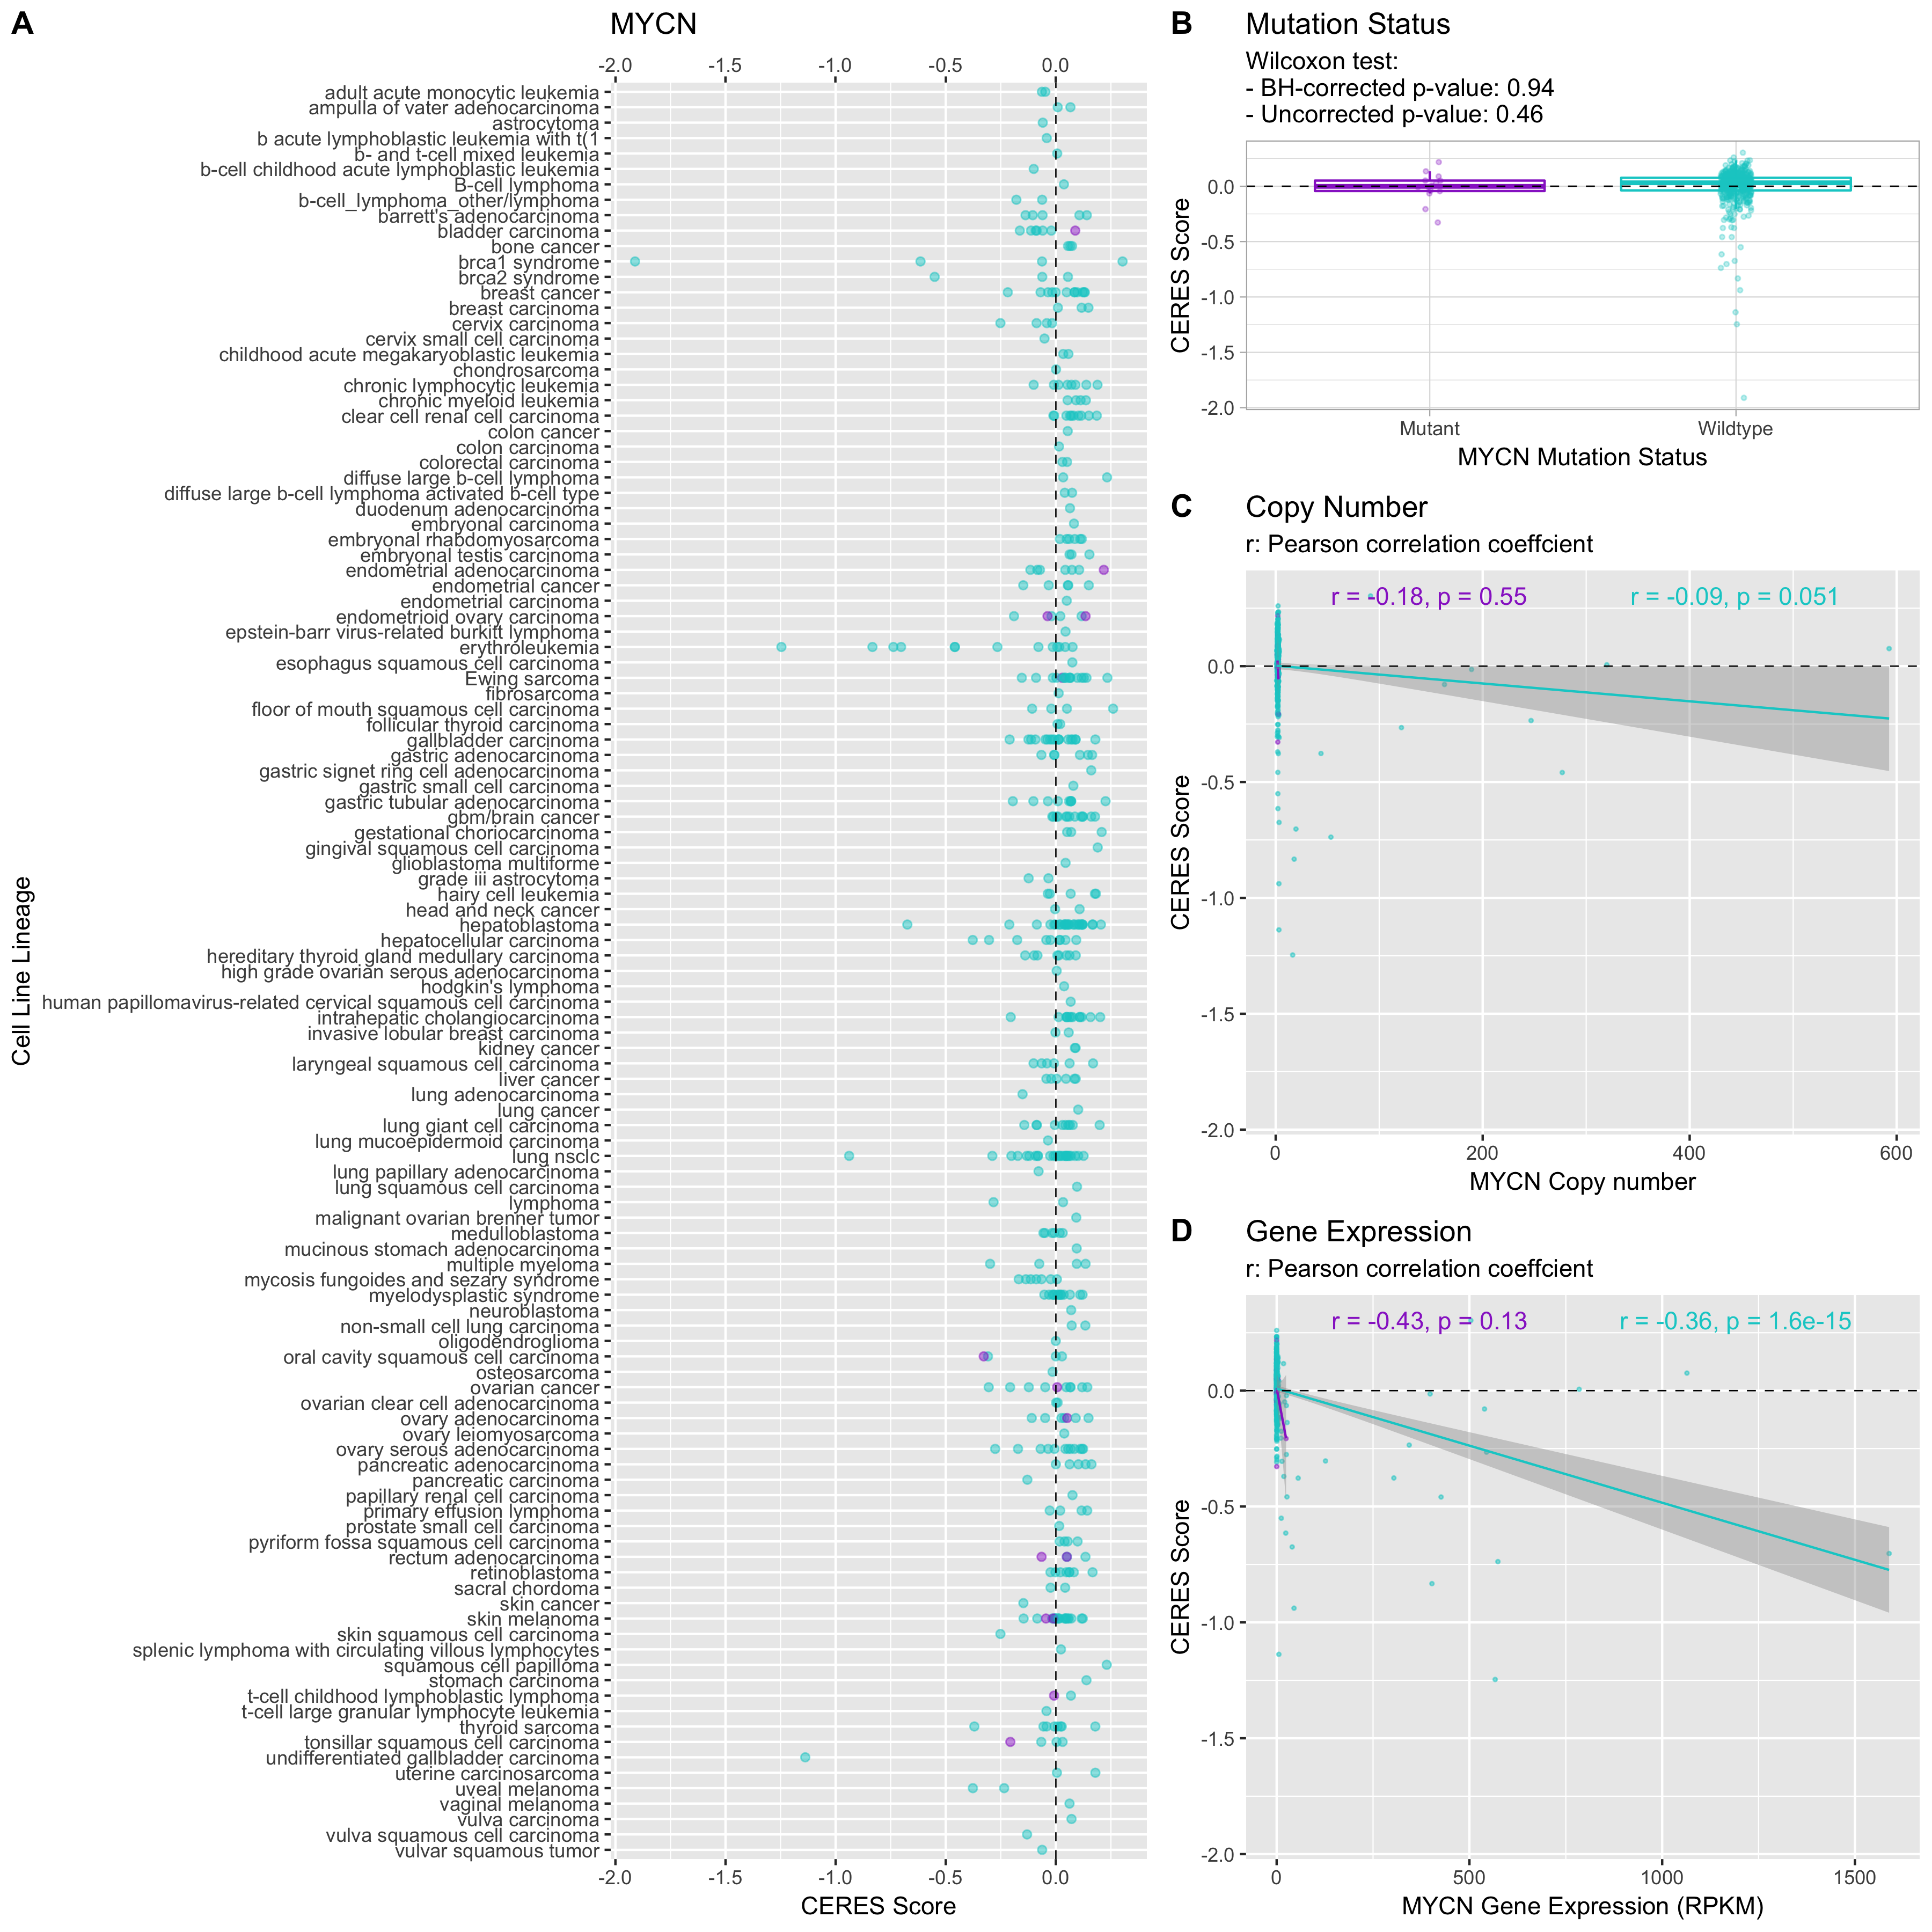 A
MYCN
-2.0 -1.5 -1.0 -0.5 0.0
adult acute monocytic leukemia
ampulla of vater adenocarcinoma
astrocytoma
b acute lymphoblastic leukemia with t(1
b- and t-cell mixed leukemia
b-cell childhood acute lymphoblastic leukemia
B-cell lymphoma
b-cell_lymphoma_other/lymphoma
barrett's adenocarcinoma
bladder carcinoma
bone cancer
brca1 syndrome
brca2 syndrome
breast cancer
breast carcinoma
cervix carcinoma
cervix small cell carcinoma
childhood acute megakaryoblastic leukemia
chondrosarcoma
chronic lymphocytic leukemia
chronic myeloid leukemia
clear cell renal cell carcinoma
colon cancer
colon carcinoma
colorectal carcinoma
diffuse large b-cell lymphoma
diffuse large b-cell lymphoma activated b-cell type
duodenum adenocarcinoma
embryonal carcinoma
embryonal rhabdomyosarcoma
embryonal testis carcinoma
endometrial adenocarcinoma
endometrial cancer
endometrial carcinoma
endometrioid ovary carcinoma
epstein-barr virus-related burkitt lymphoma
erythroleukemia
esophagus squamous cell carcinoma
Ewing sarcoma
fibrosarcoma
floor of mouth squamous cell carcinoma
follicular thyroid carcinoma
gallbladder carcinoma
gastric adenocarcinoma
gastric signet ring cell adenocarcinoma
gastric small cell carcinoma
gastric tubular adenocarcinoma
gbm/brain cancer
gestational choriocarcinoma
gingival squamous cell carcinoma
glioblastoma multiforme
grade iii astrocytoma
hairy cell leukemia
head and neck cancer
hepatoblastoma
hepatocellular carcinoma
hereditary thyroid gland medullary carcinoma
high grade ovarian serous adenocarcinoma
hodgkin's lymphoma
human papillomavirus-related cervical squamous cell carcinoma
intrahepatic cholangiocarcinoma
invasive lobular breast carcinoma
kidney cancer
laryngeal squamous cell carcinoma
liver cancer
lung adenocarcinoma
lung cancer
lung giant cell carcinoma
lung mucoepidermoid carcinoma
lung nsclc
lung papillary adenocarcinoma
lung squamous cell carcinoma
lymphoma
malignant ovarian brenner tumor
medulloblastoma
mucinous stomach adenocarcinoma
multiple myeloma
mycosis fungoides and sezary syndrome
myelodysplastic syndrome
neuroblastoma
non-small cell lung carcinoma
oligodendroglioma
oral cavity squamous cell carcinoma
osteosarcoma
ovarian cancer
ovarian clear cell adenocarcinoma
ovary adenocarcinoma
ovary leiomyosarcoma
ovary serous adenocarcinoma
pancreatic adenocarcinoma
pancreatic carcinoma
papillary renal cell carcinoma
primary effusion lymphoma
prostate small cell carcinoma
pyriform fossa squamous cell carcinoma
rectum adenocarcinoma
retinoblastoma
sacral chordoma
skin cancer
skin melanoma
skin squamous cell carcinoma
splenic lymphoma with circulating villous lymphocytes
squamous cell papilloma
stomach carcinoma
t-cell childhood lymphoblastic lymphoma
t-cell large granular lymphocyte leukemia
thyroid sarcoma
tonsillar squamous cell carcinoma
undifferentiated gallbladder carcinoma
uterine carcinosarcoma
uveal melanoma
vaginal melanoma
vulva carcinoma
vulva squamous cell carcinoma
vulvar squamous tumor
-2.0 -1.5 -1.0 -0.5 0.0
CERES Score
Cell Line Lineage
B
Mutation Status
Wilcoxon test:
- BH-corrected p-value: 0.94
- Uncorrected p-value: 0.46
0.0
-0.5
-1.0
-1.5
-2.0
CERES Score
Mutant Wildtype
MYCN Mutation Status
C
Copy Number
r: Pearson correlation coeffcient
r = -0.18, p = 0.55 r = -0.09, p = 0.051
0.0
-0.5
-1.0
-1.5
-2.0
CERES Score
0 200 400 600
MYCN Copy number
D
Gene Expression
r: Pearson correlation coeffcient
r = -0.43, p = 0.13 r = -0.36, p = 1.6e-15
0.0
-0.5
-1.0
-1.5
-2.0
CERES Score
0 500 1000 1500
MYCN Gene Expression (RPKM)